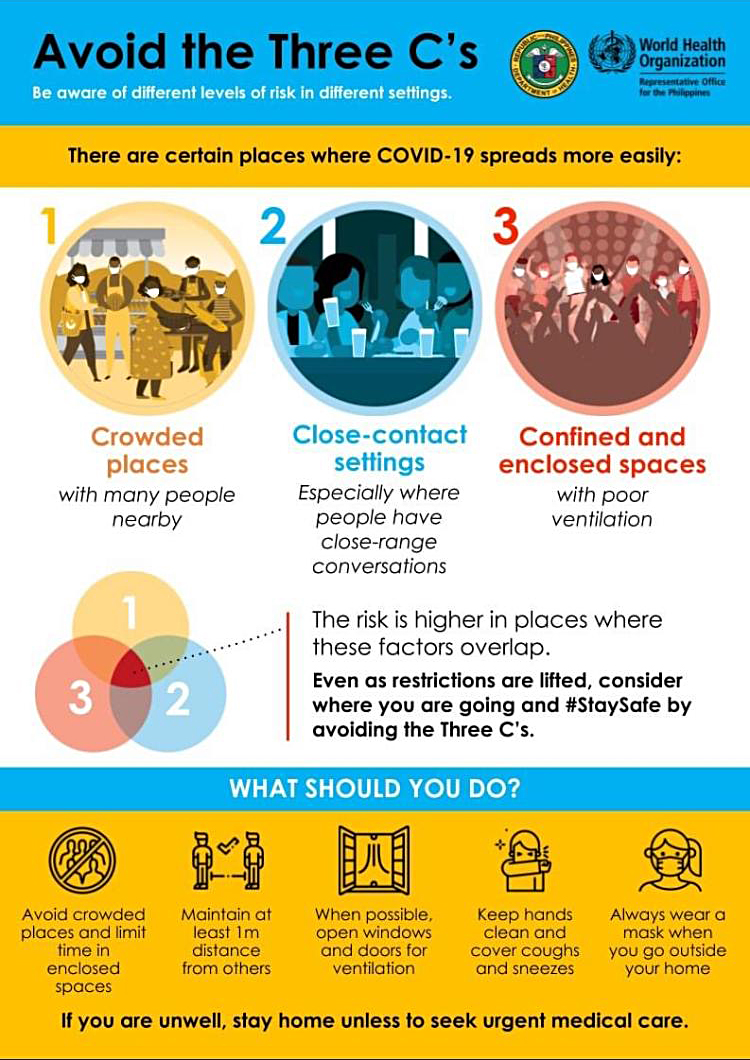 Avoid the Three C's
Be aware of different levels of risk in different settings.
REPUBLIC PHILIPPINES
DEPARTMENT OF HEALTH
World Health
Organization
Representative Office
for the Philippines
There are certain places where COVID-19 spreads more easily:
1
2
3
Crowded
places
with many people
nearby
Close-contact
settings
Especially where
people have
close-range
conversations
Confined and
enclosed spaces
with poor
ventilation
1
3
2
The risk is higher in places where
these factors overlap.
Even as restrictions are lifted, consider
where you are going and #StaySafe by
avoiding the Three C's.
WHAT SHOULD YOU DO?
Avoid crowded
places and limit
time in
enclosed
spaces
Maintain at
least 1m
distance
from others
When possible,
open windows
and doors for
ventilation
Keep hands
clean and
cover coughs
and sneezes
Always wear a
mask when
you go outside
your home
If you are unwell, stay home unless to seek urgent medical care.